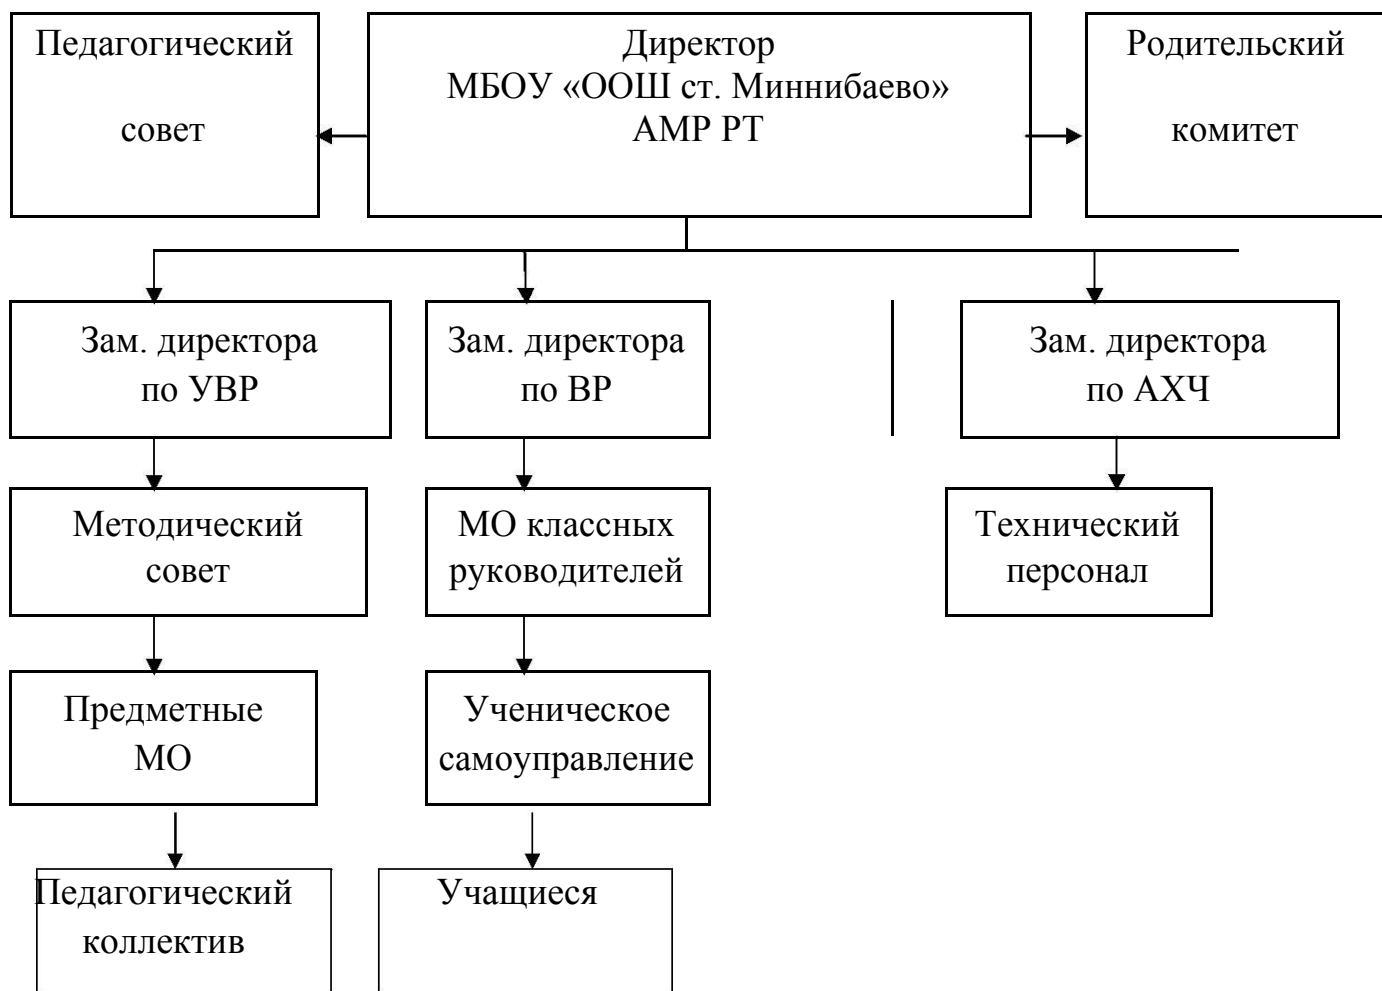 Педагогический
совет
Директор
МБОУ «ООШ ст. Миннибаево»
АМР РТ
Родительский
комитет
Зам. директора
по УВР
Зам. директора
по ВР
Зам. директора
по АХЧ
Методический
совет
МО классных
руководителей
Технический
персонал
Предметные
МО
Ученическое
самоуправление
Педагогический
коллектив
Учащиеся